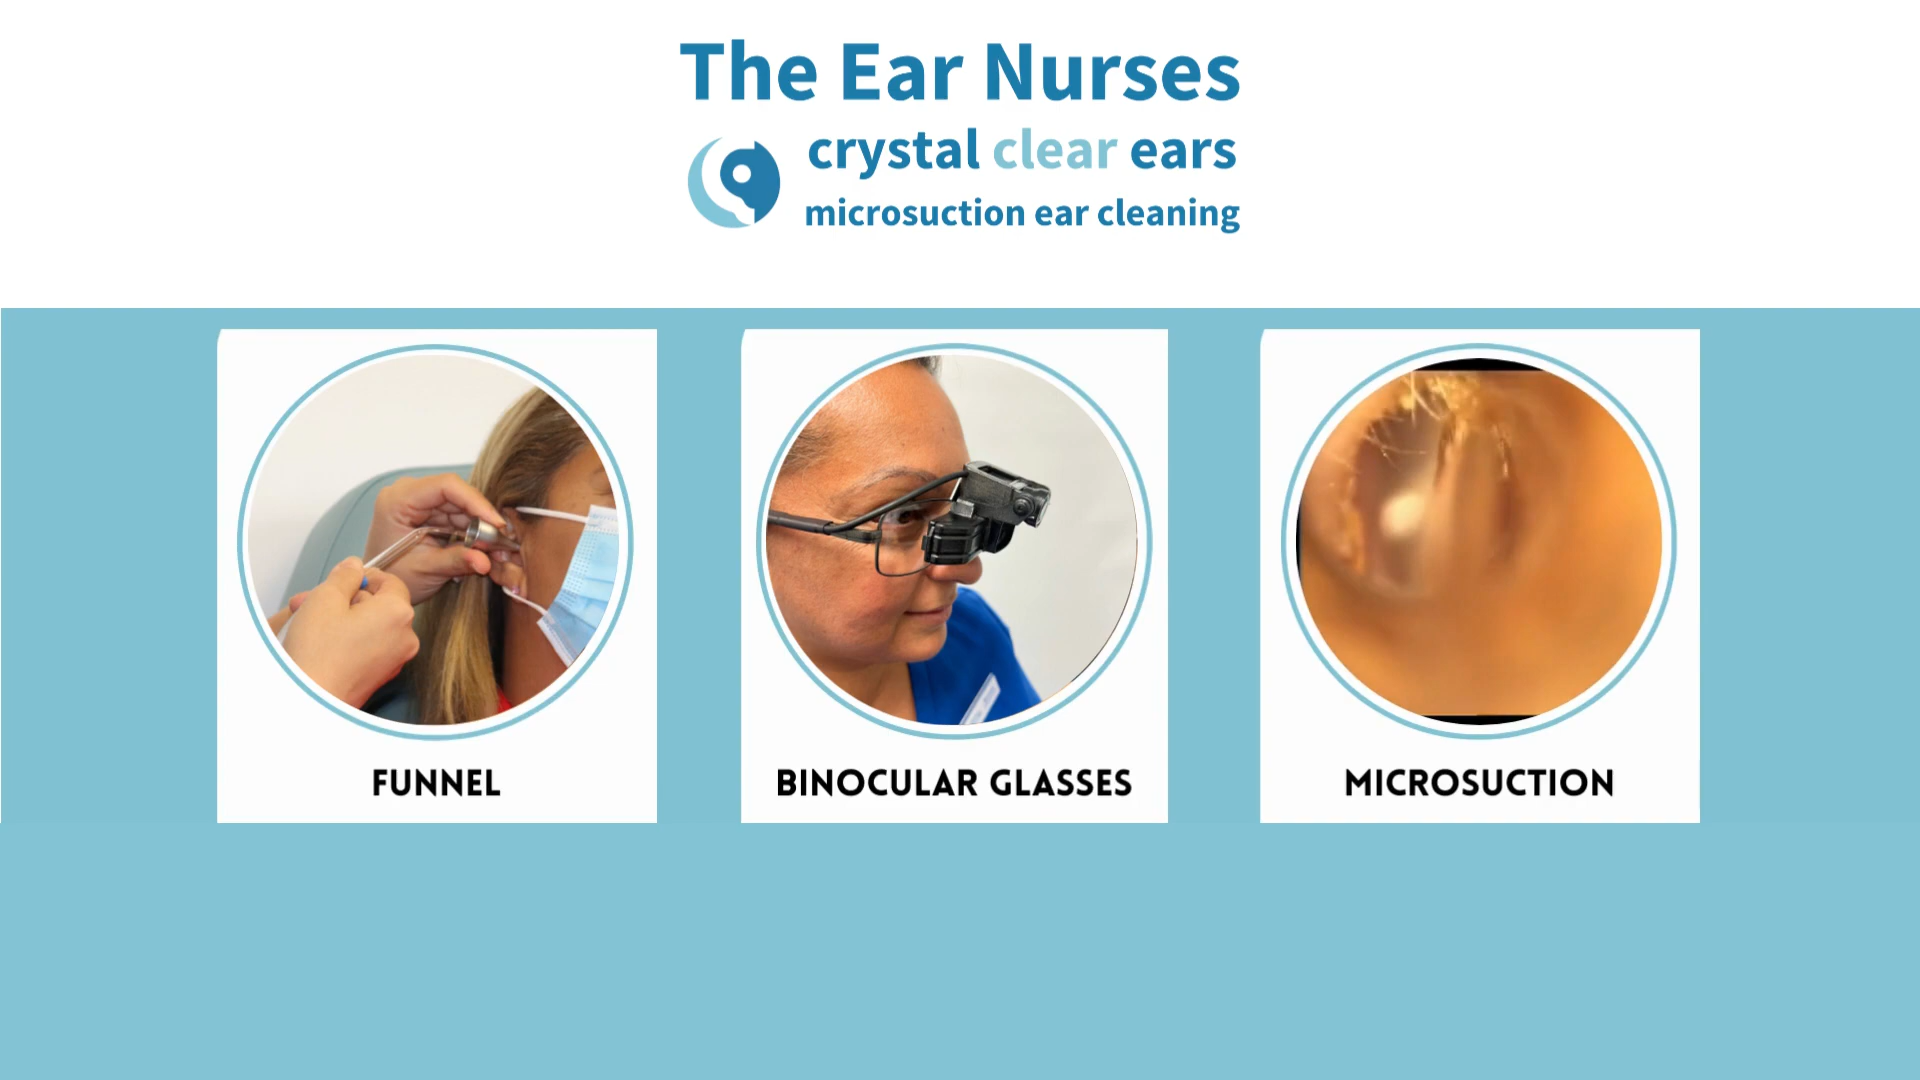 The Ear Nurses
crystal clear ears
microsuction ear cleaning
FUNNEL
BINOCULAR GLASSES
MICROSUCTION